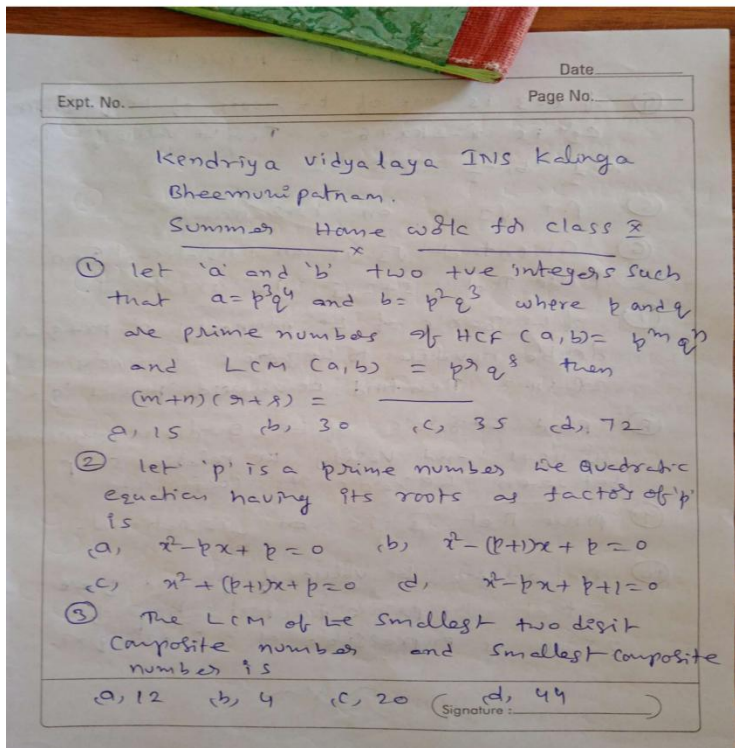 Date
Expt. No.
Page No.
Kendriya vidyalaya INS Kalinga
Bheemunipatnam.
Summer Home work for class X
x
① let 'a' and 'b' two +ve integers such
that a = p³q⁴ and b = p²q³ where p and q
are prime numbers if HCF (a,b) = pᵐqⁿ
and LCM (a,b) = pʳqˢ then
(m+n)(r+s) =
a, 15 b, 30 c, 35 d, 72
② let 'p' is a prime number the Quadratic
equation having its roots as factor of 'p'
is
a, x²-px+p=0 b, x²-(p+1)x+p=0
c, x²+(p+1)x+p=0 d, x²-px+p+1=0
③ The LCM of the smallest two digit
composite number and smallest composite
number is
a, 12 b, 4 c, 20 d, 44
Signature :